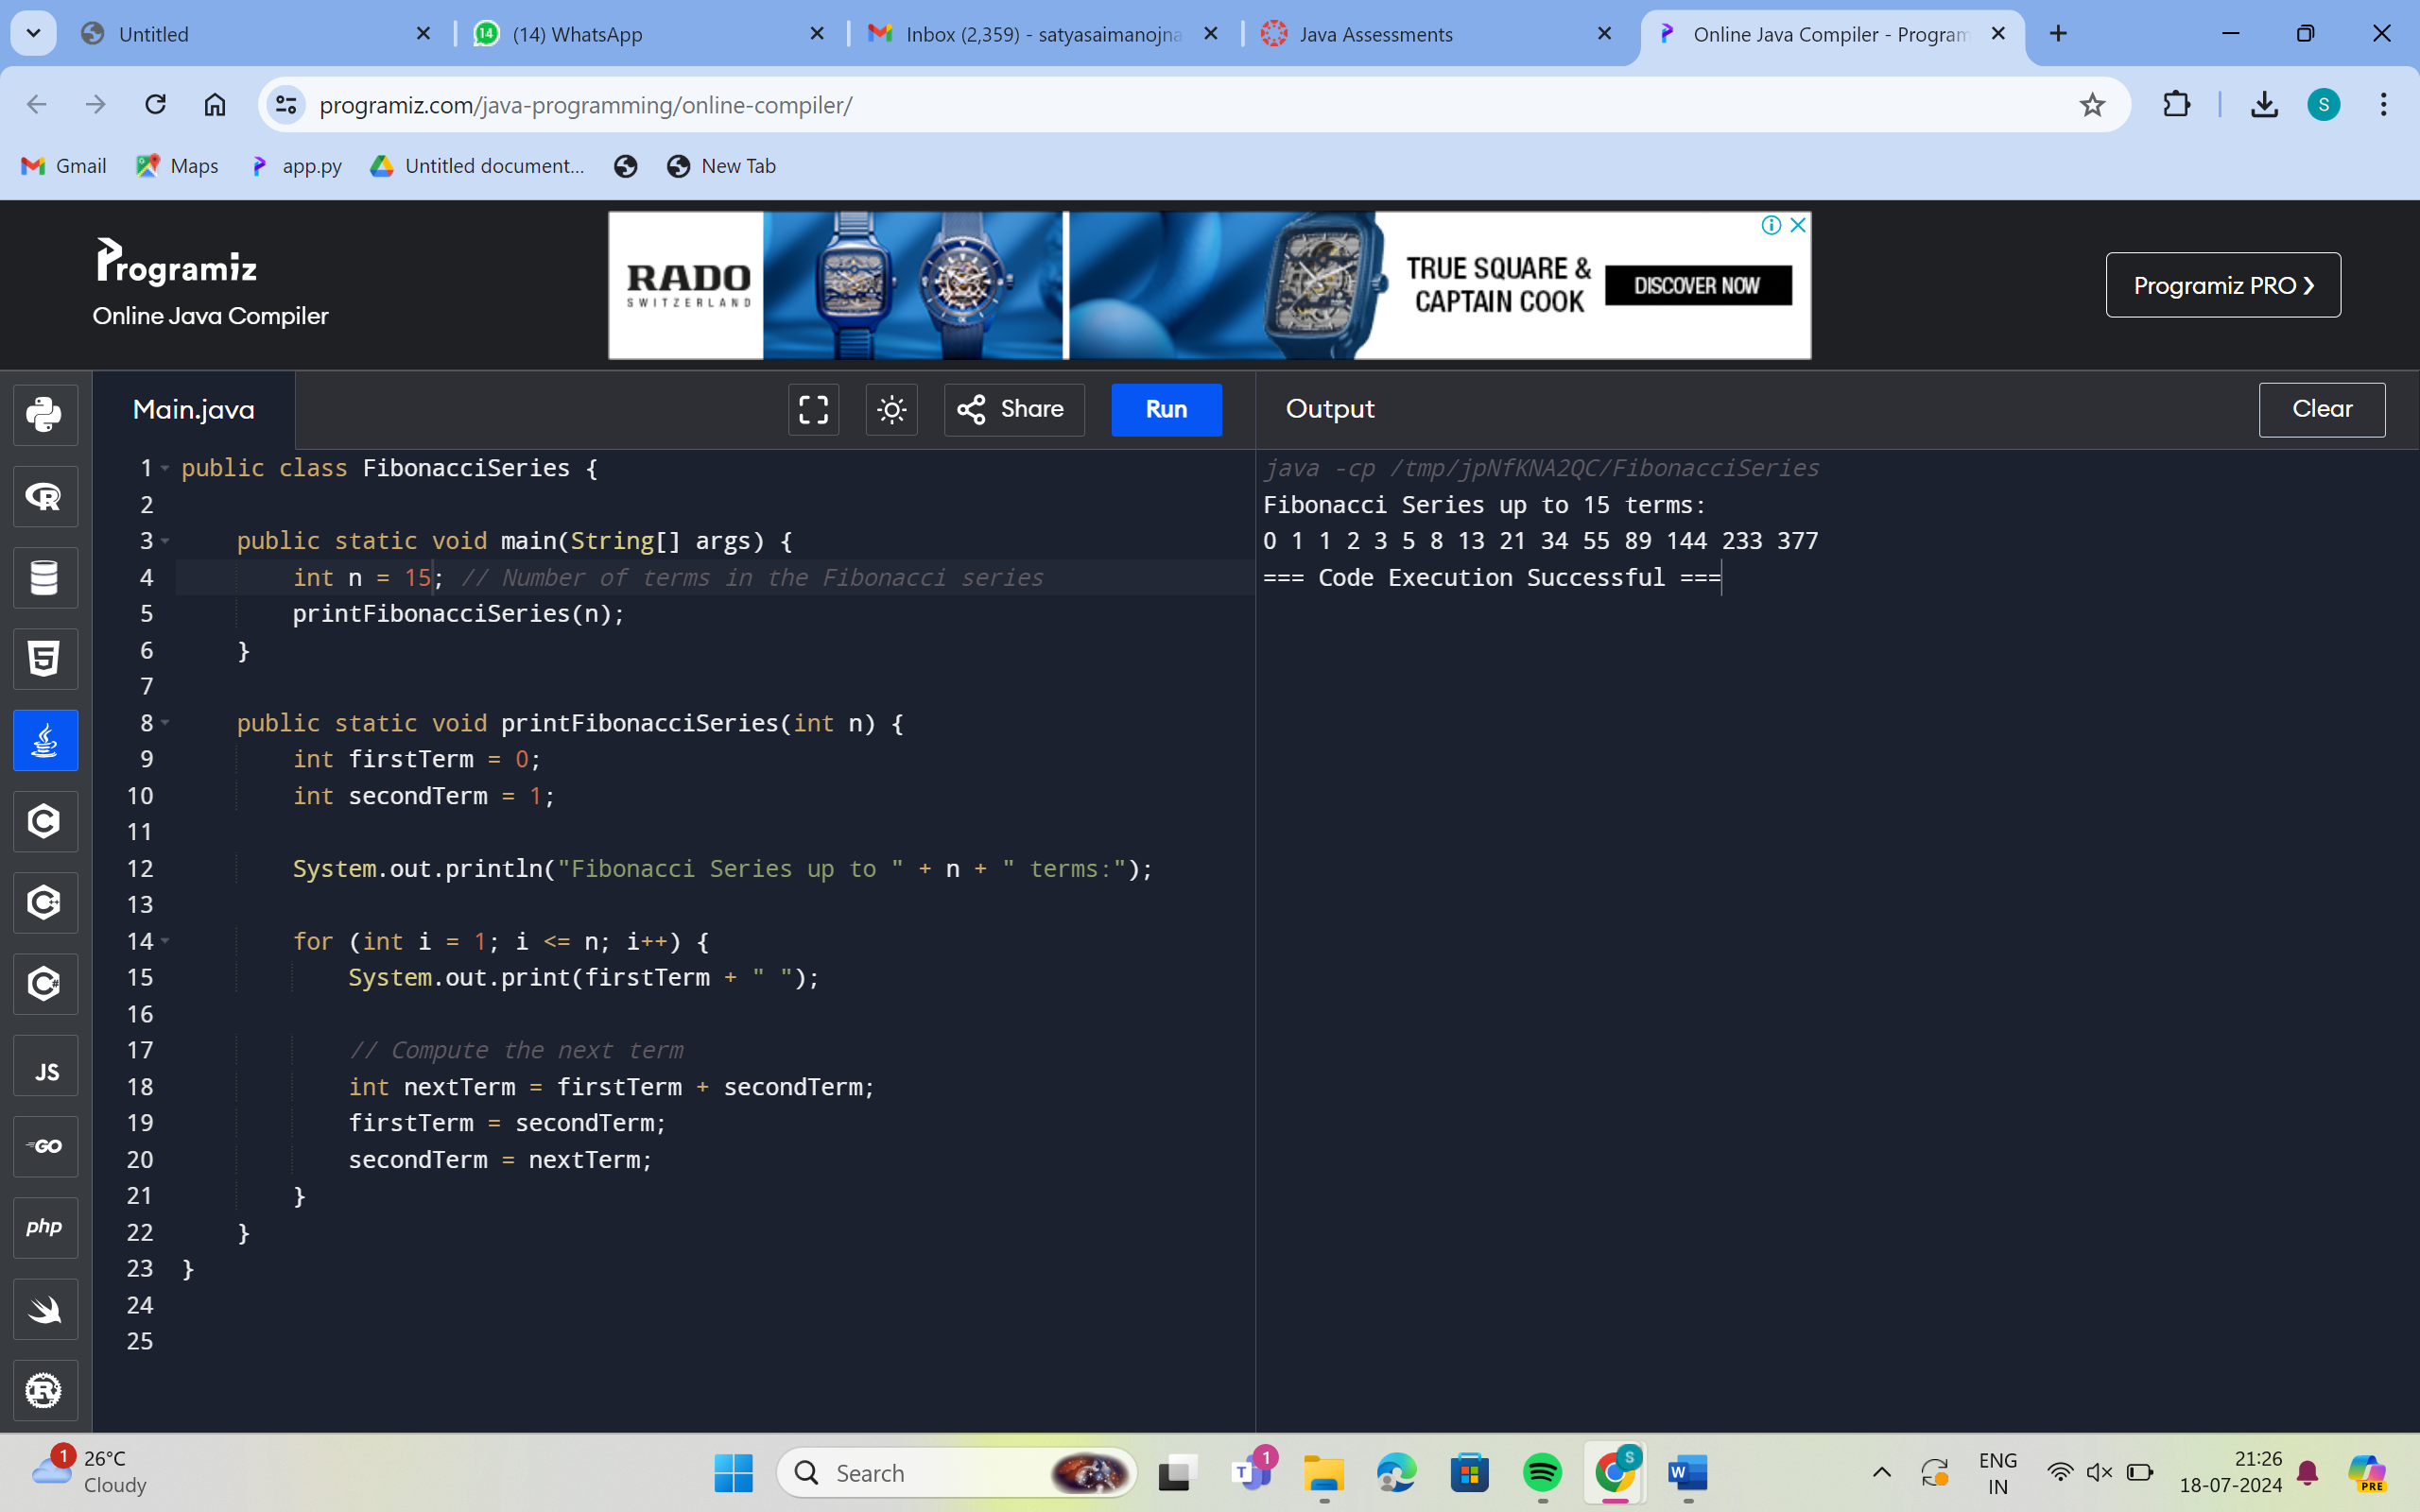 Untitled
(14) WhatsApp
Inbox (2,359) - satyasaimanojna
Java Assessments
Online Java Compiler - Program
programiz.com/java-programming/online-compiler/
S
Gmail
Maps
app.py
Untitled document...
New Tab
Programiz
Online Java Compiler
RADO
SWITZERLAND
TRUE SQUARE &
CAPTAIN COOK
DISCOVER NOW
Programiz PRO ❯
Main.java
Share
Run
Output
Clear
1 public class FibonacciSeries {
2
3     public static void main(String[] args) {
4         int n = 15; // Number of terms in the Fibonacci series
5         printFibonacciSeries(n);
6     }
7
8     public static void printFibonacciSeries(int n) {
9         int firstTerm = 0;
10         int secondTerm = 1;
11
12         System.out.println("Fibonacci Series up to " + n + " terms:");
13
14         for (int i = 1; i <= n; i++) {
15             System.out.print(firstTerm + " ");
16
17             // Compute the next term
18             int nextTerm = firstTerm + secondTerm;
19             firstTerm = secondTerm;
20             secondTerm = nextTerm;
21         }
22     }
23 }
24
25
java -cp /tmp/jpNfKNA2QC/FibonacciSeries
Fibonacci Series up to 15 terms:
0 1 1 2 3 5 8 13 21 34 55 89 144 233 377
=== Code Execution Successful ===
JS
GO
php
1
26°C
Cloudy
Search
1
S
ENG
IN
21:26
18-07-2024
PRE